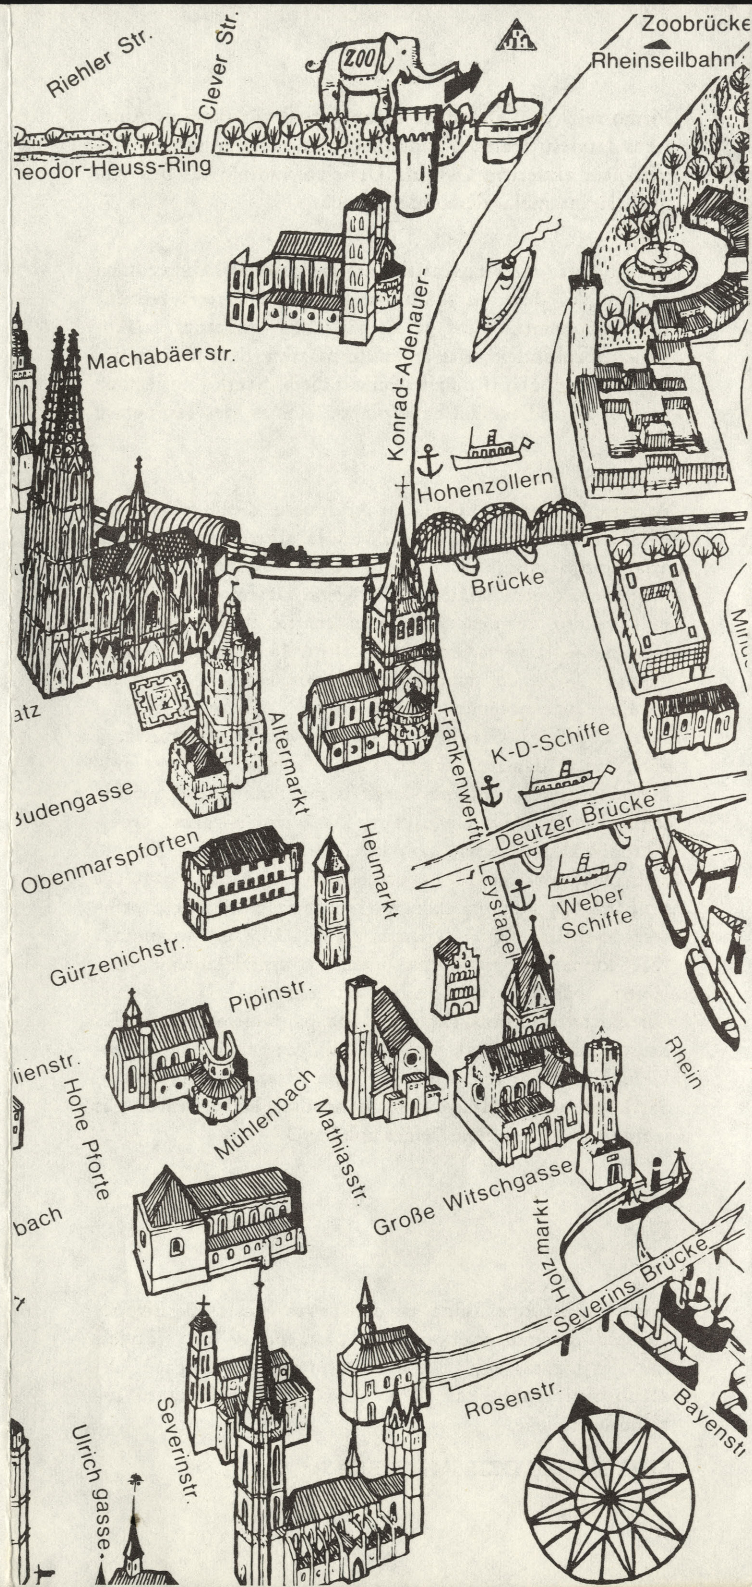 Zoobrücke
Rheinseilbahn
Riehler Str.
Clever Str.
ZOO
heodor-Heuss-Ring
Machabäerstr.
Konrad-Adenauer-
Hohenzollern
Brücke
atz
Altermarkt
Frankenwerft
K-D-Schiffe
Budengasse
Deutzer Brücke
Obenmarspforten
Heumarkt
Leystapel
Weber
Schiffe
Gürzenichstr.
Pipinstr.
Rhein
lienstr.
Hohe Pforte
Mühlenbach
Mathiasstr.
Große Witschgasse
bach
Holzmarkt
Severins Brücke
Rosenstr.
Bayenstr
Severinstr.
Ulrich gasse